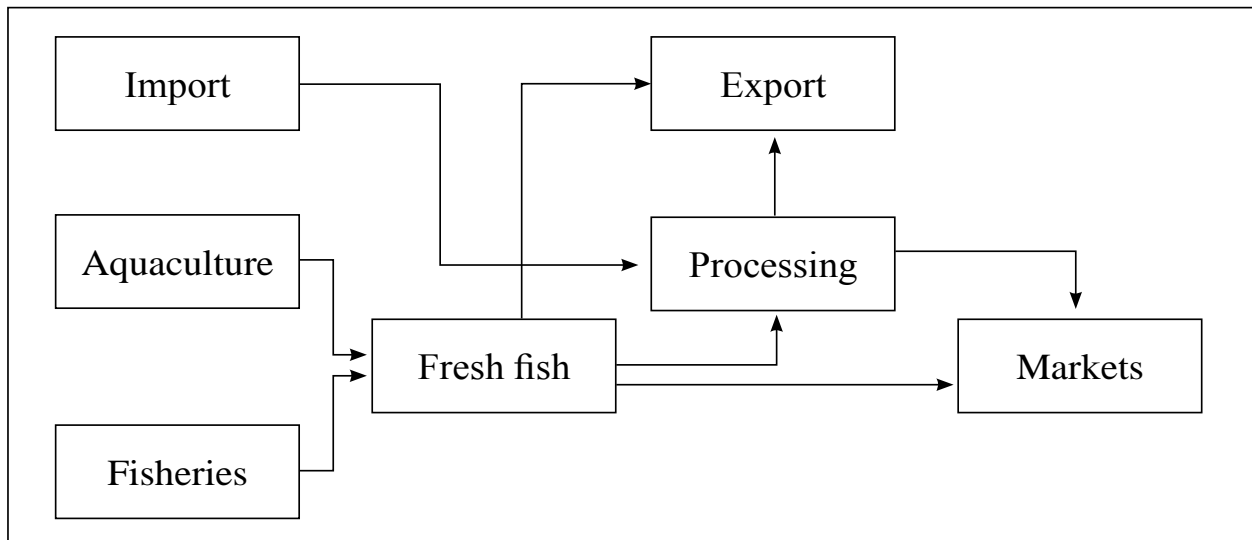 Import
Export
Aquaculture
Processing
Fresh fish
Markets
Fisheries